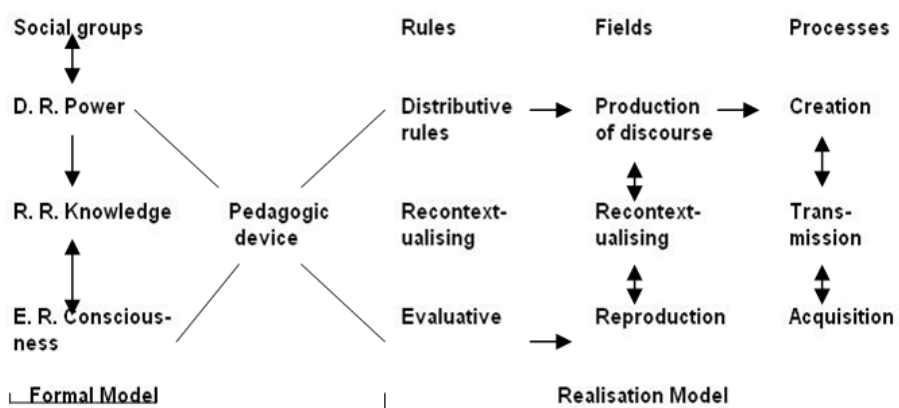 Social groups Rules Fields Processes
D. R. Power Distributive Production Creation
rules of discourse
R. R. Knowledge Pedagogic Recontext- Recontext- Trans-
device ualising ualising mission
E. R. Conscious- Evaluative Reproduction Acquisition
ness
Formal Model Realisation Model